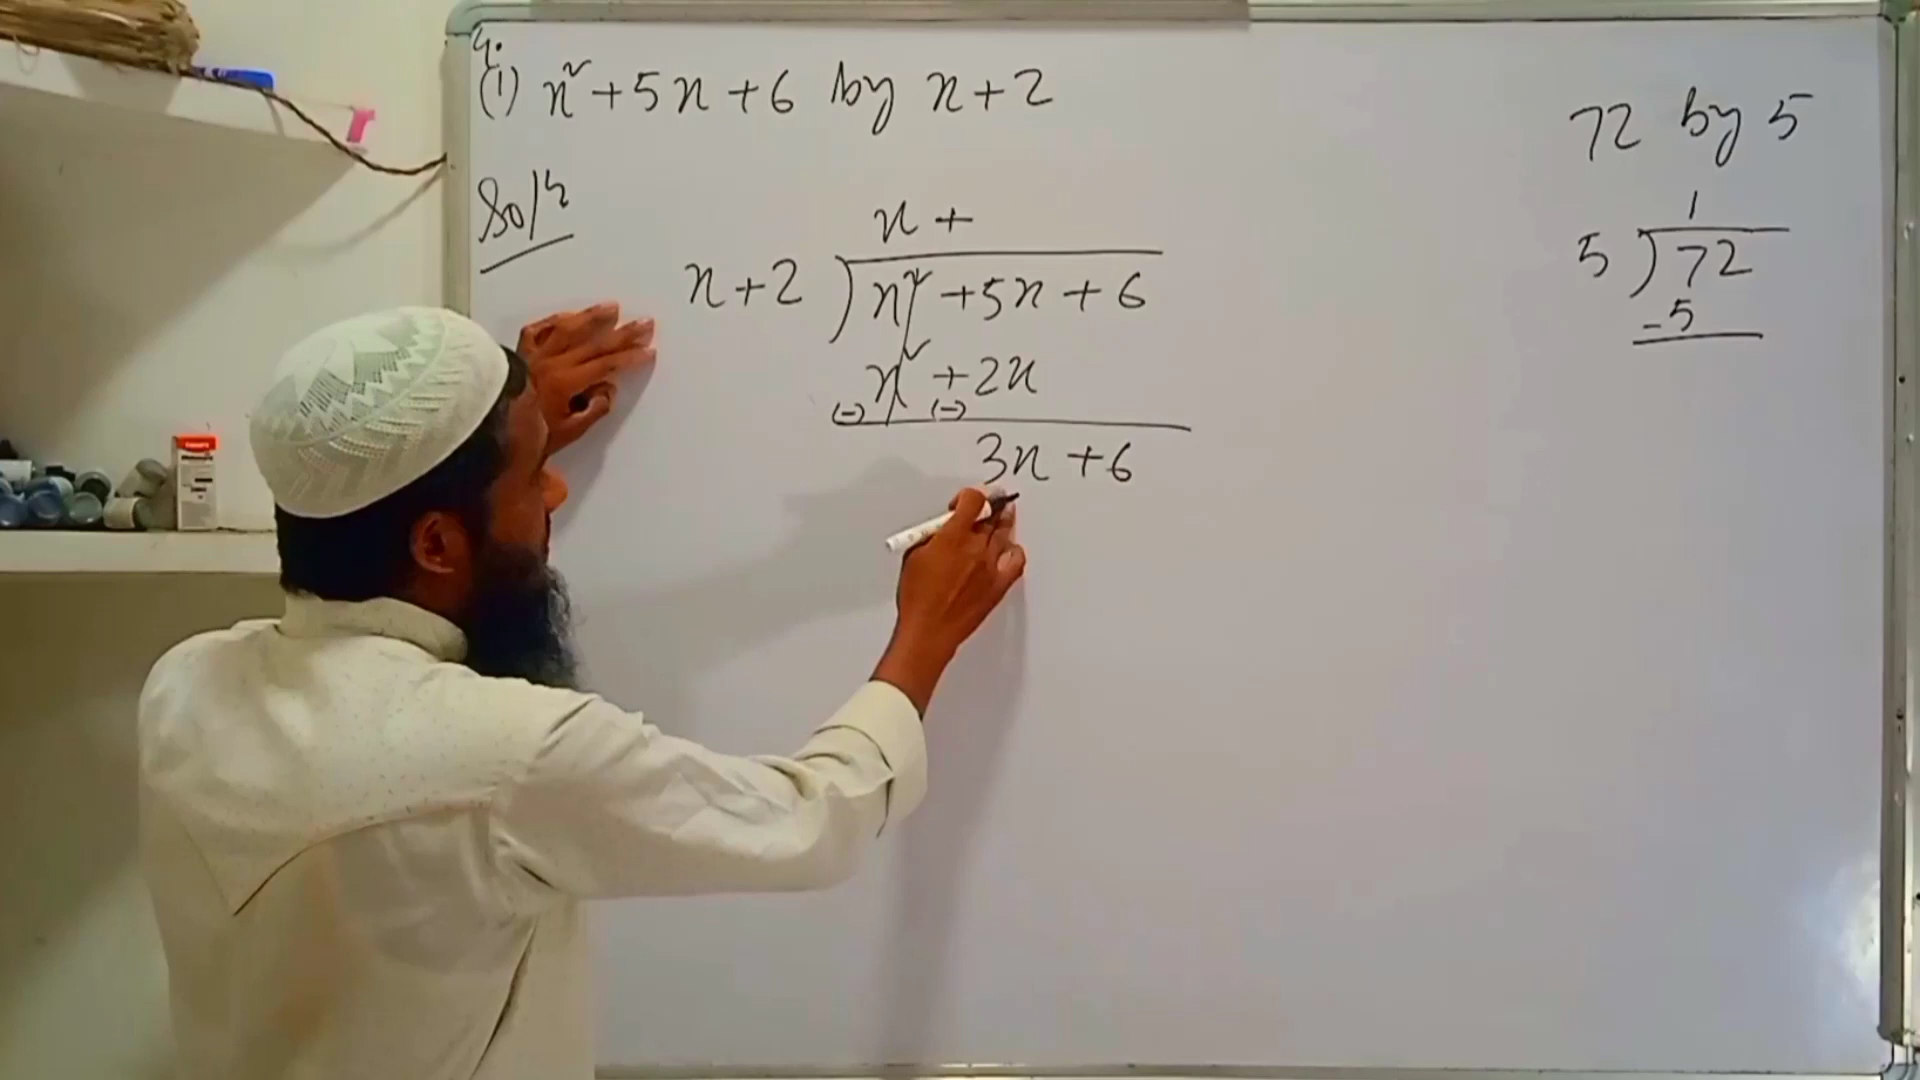 4.
(1) x² + 5x + 6 by x + 2
Solⁿ
x +
x + 2 ) x² + 5x + 6
x² + 2x
(-) (-)
3x + 6
72 by 5
1
5 ) 72
- 5